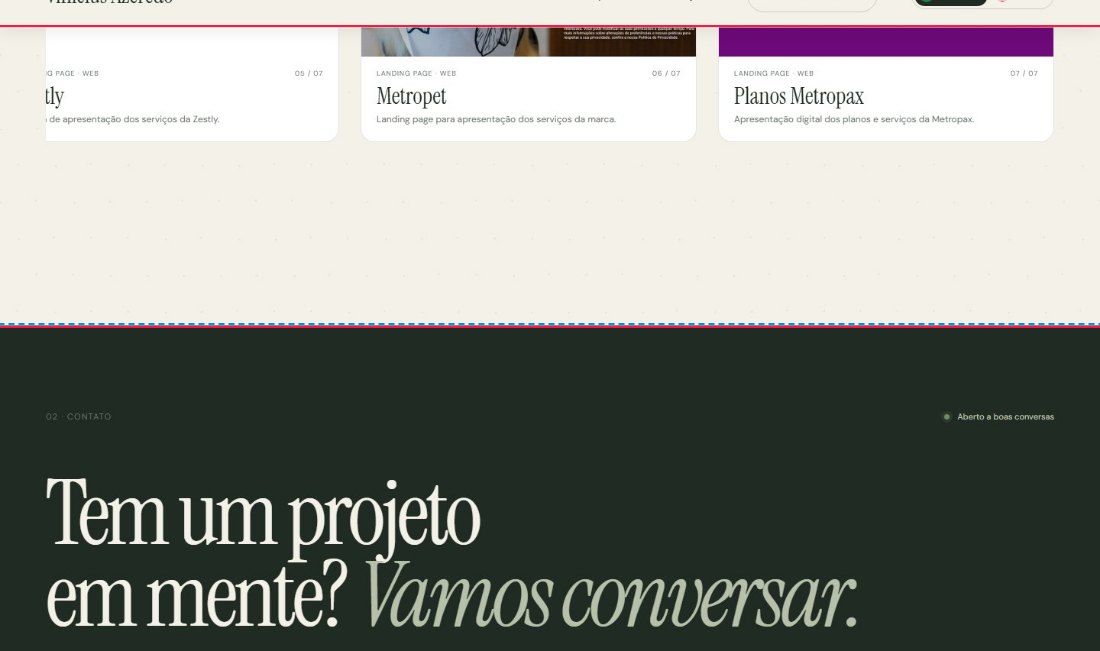 LANDING PAGE · WEB 06 / 07
Metropet
Landing page para apresentação dos serviços da marca.
LANDING PAGE · WEB 07 / 07
Planos Metropax
Apresentação digital dos planos e serviços da Metropax.
PAGE · WEB 05 / 07
tly
de apresentação dos serviços da Zestly.
02 · CONTATO
Aberto a boas conversas
Tem um projeto
em mente? Vamos conversar.